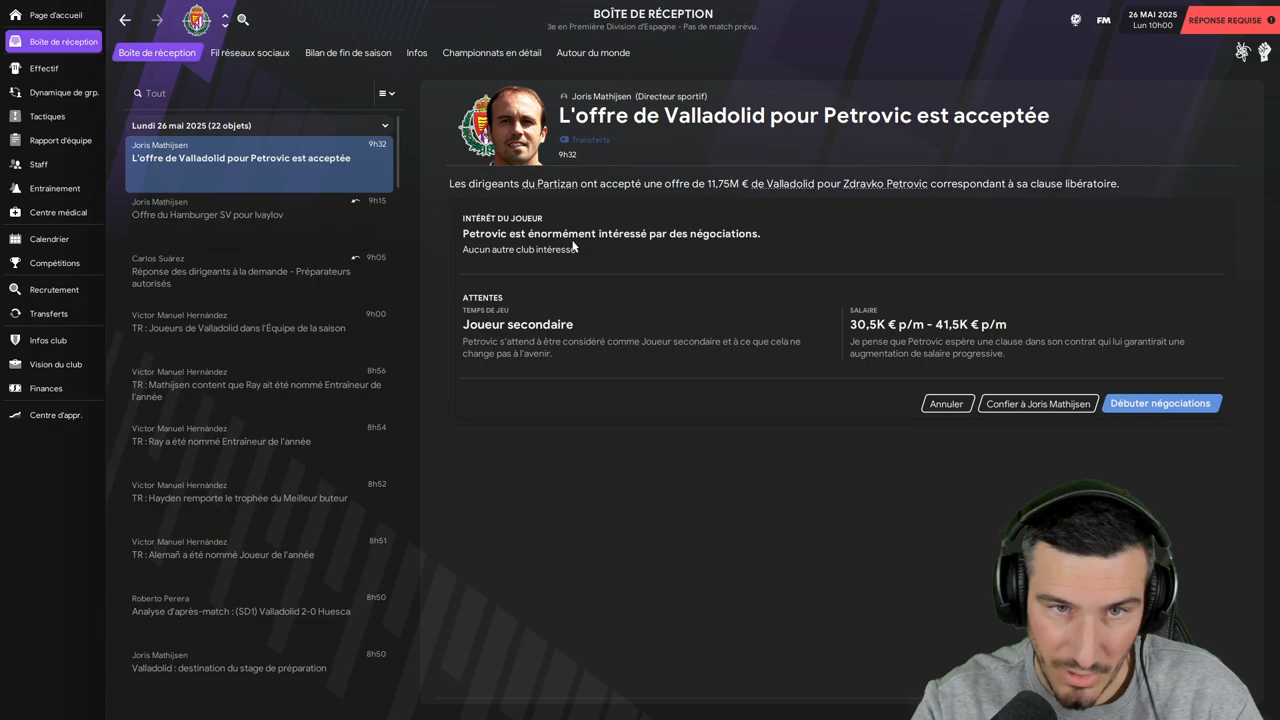 Page d'accueil
Boîte de réception
Effectif
Dynamique de grp.
Tactiques
Rapport d'équipe
Staff
Entraînement
Centre médical
Calendrier
Compétitions
Recrutement
Transferts
Infos club
Vision du club
Finances
Centre d'appr.
BOÎTE DE RÉCEPTION
3e en Première Division d'Espagne - Pas de match prévu.
FM
26 MAI 2025
Lun 10h00
RÉPONSE REQUISE
Boîte de réception
Fil réseaux sociaux
Bilan de fin de saison
Infos
Championnats en détail
Autour du monde
Tout
Lundi 26 mai 2025 (22 objets)
Joris Mathijsen 9h32
L'offre de Valladolid pour Petrovic est acceptée
Joris Mathijsen 9h15
Offre du Hamburger SV pour Ivaylov
Carlos Suárez 9h05
Réponse des dirigeants à la demande - Préparateurs
autorisés
Víctor Manuel Hernández 9h00
TR : Joueurs de Valladolid dans l'Équipe de la saison
Víctor Manuel Hernández 8h56
TR : Mathijsen content que Ray ait été nommé Entraîneur de
l'année
Víctor Manuel Hernández 8h54
TR : Ray a été nommé Entraîneur de l'année
Víctor Manuel Hernández 8h52
TR : Hayden remporte le trophée du Meilleur buteur
Víctor Manuel Hernández 8h51
TR : Alemañ a été nommé Joueur de l'année
Roberto Perera 8h50
Analyse d'après-match : (SD1) Valladolid 2-0 Huesca
Joris Mathijsen 8h50
Valladolid : destination du stage de préparation
Joris Mathijsen (Directeur sportif)
L'offre de Valladolid pour Petrovic est acceptée
Transferts
9h32
Les dirigeants du Partizan ont accepté une offre de 11,75M € de Valladolid pour Zdravko Petrovic correspondant à sa clause libératoire.
INTÉRÊT DU JOUEUR
Petrovic est énormément intéressé par des négociations.
Aucun autre club intéressé
ATTENTES
TEMPS DE JEU
Joueur secondaire
Petrovic s'attend à être considéré comme Joueur secondaire et à ce que cela ne
change pas à l'avenir.
SALAIRE
30,5K € p/m - 41,5K € p/m
Je pense que Petrovic espère une clause dans son contrat qui lui garantirait une
augmentation de salaire progressive.
Annuler
Confier à Joris Mathijsen
Débuter négociations